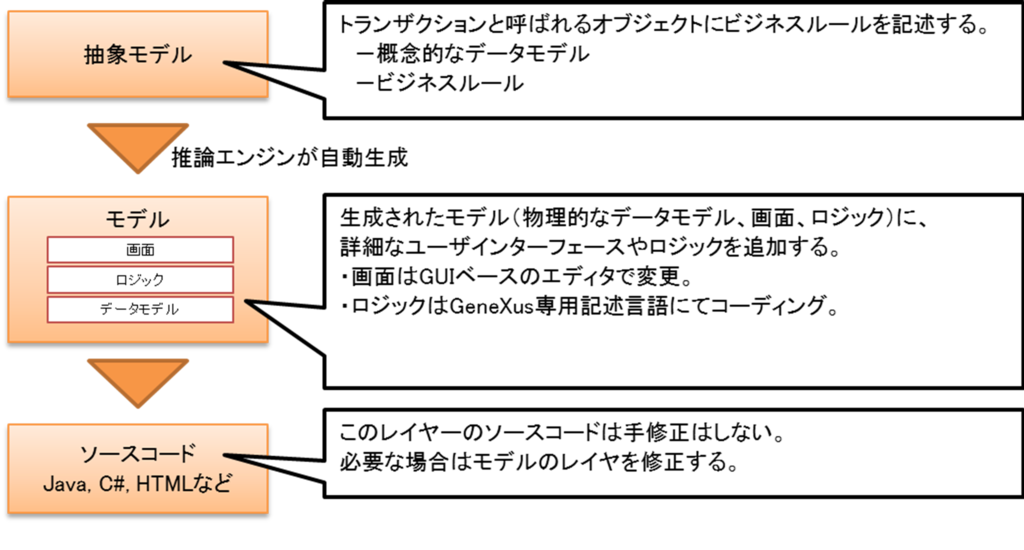 抽象モデル
トランザクションと呼ばれるオブジェクトにビジネスルールを記述する。
－概念的なデータモデル
－ビジネスルール
推論エンジンが自動生成
モデル
画面
ロジック
データモデル
生成されたモデル（物理的なデータモデル、画面、ロジック）に、
詳細なユーザインターフェースやロジックを追加する。
・画面はGUIベースのエディタで変更。
・ロジックはGeneXus専用記述言語にてコーディング。
ソースコード
Java, C#, HTMLなど
このレイヤーのソースコードは手修正はしない。
必要な場合はモデルのレイヤを修正する。